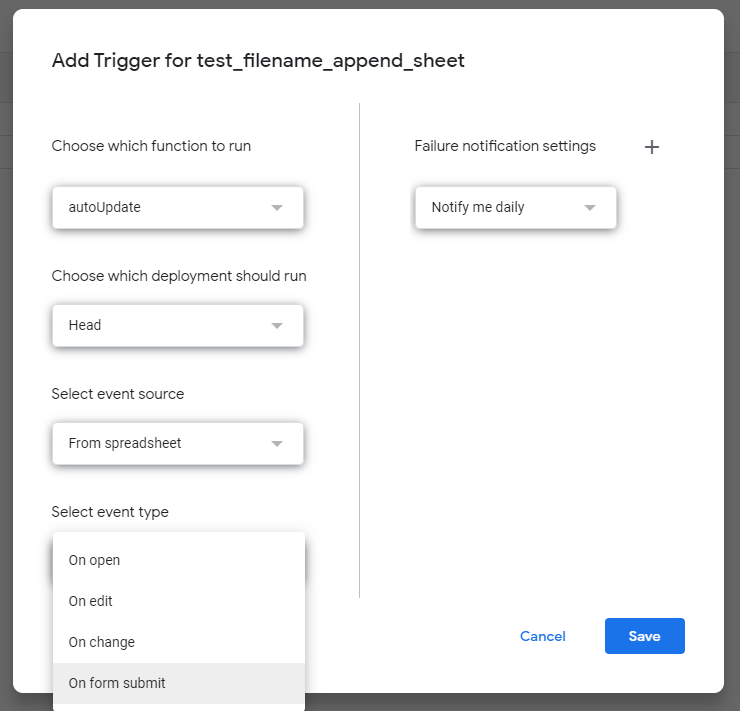 Add Trigger for test_filename_append_sheet
Choose which function to run
autoUpdate
Choose which deployment should run
Head
Select event source
From spreadsheet
Select event type
On open
On edit
On change
On form submit
Failure notification settings
Notify me daily
Cancel
Save